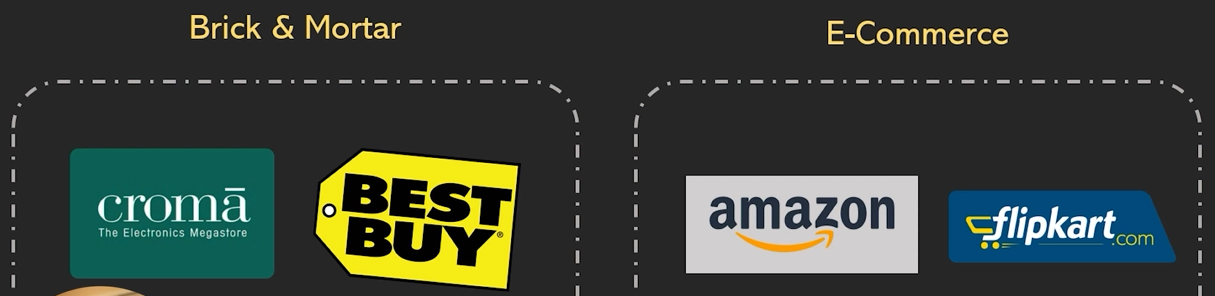 Brick & Mortar
E-Commerce
cromā
The Electronics Megastore
BEST
BUY®
amazon
flipkart.com